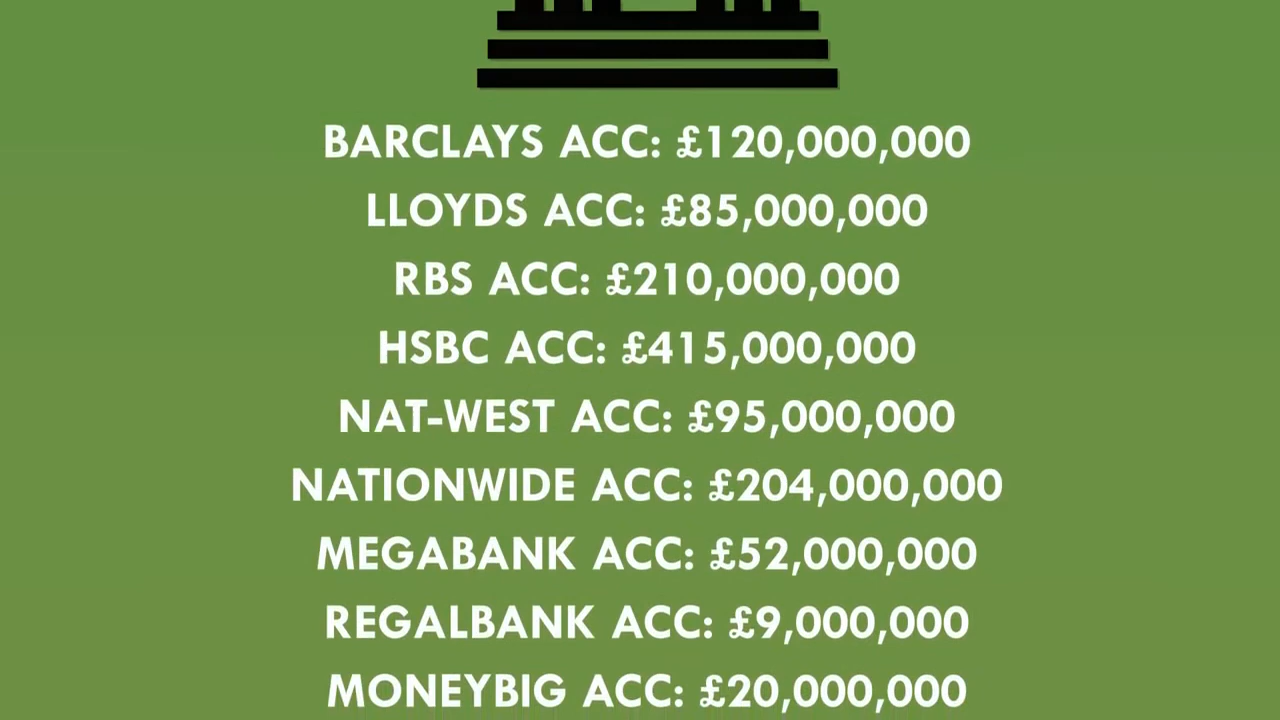 BARCLAYS ACC: £120,000,000
LLOYDS ACC: £85,000,000
RBS ACC: £210,000,000
HSBC ACC: £415,000,000
NAT-WEST ACC: £95,000,000
NATIONWIDE ACC: £204,000,000
MEGABANK ACC: £52,000,000
REGALBANK ACC: £9,000,000
MONEYBIG ACC: £20,000,000